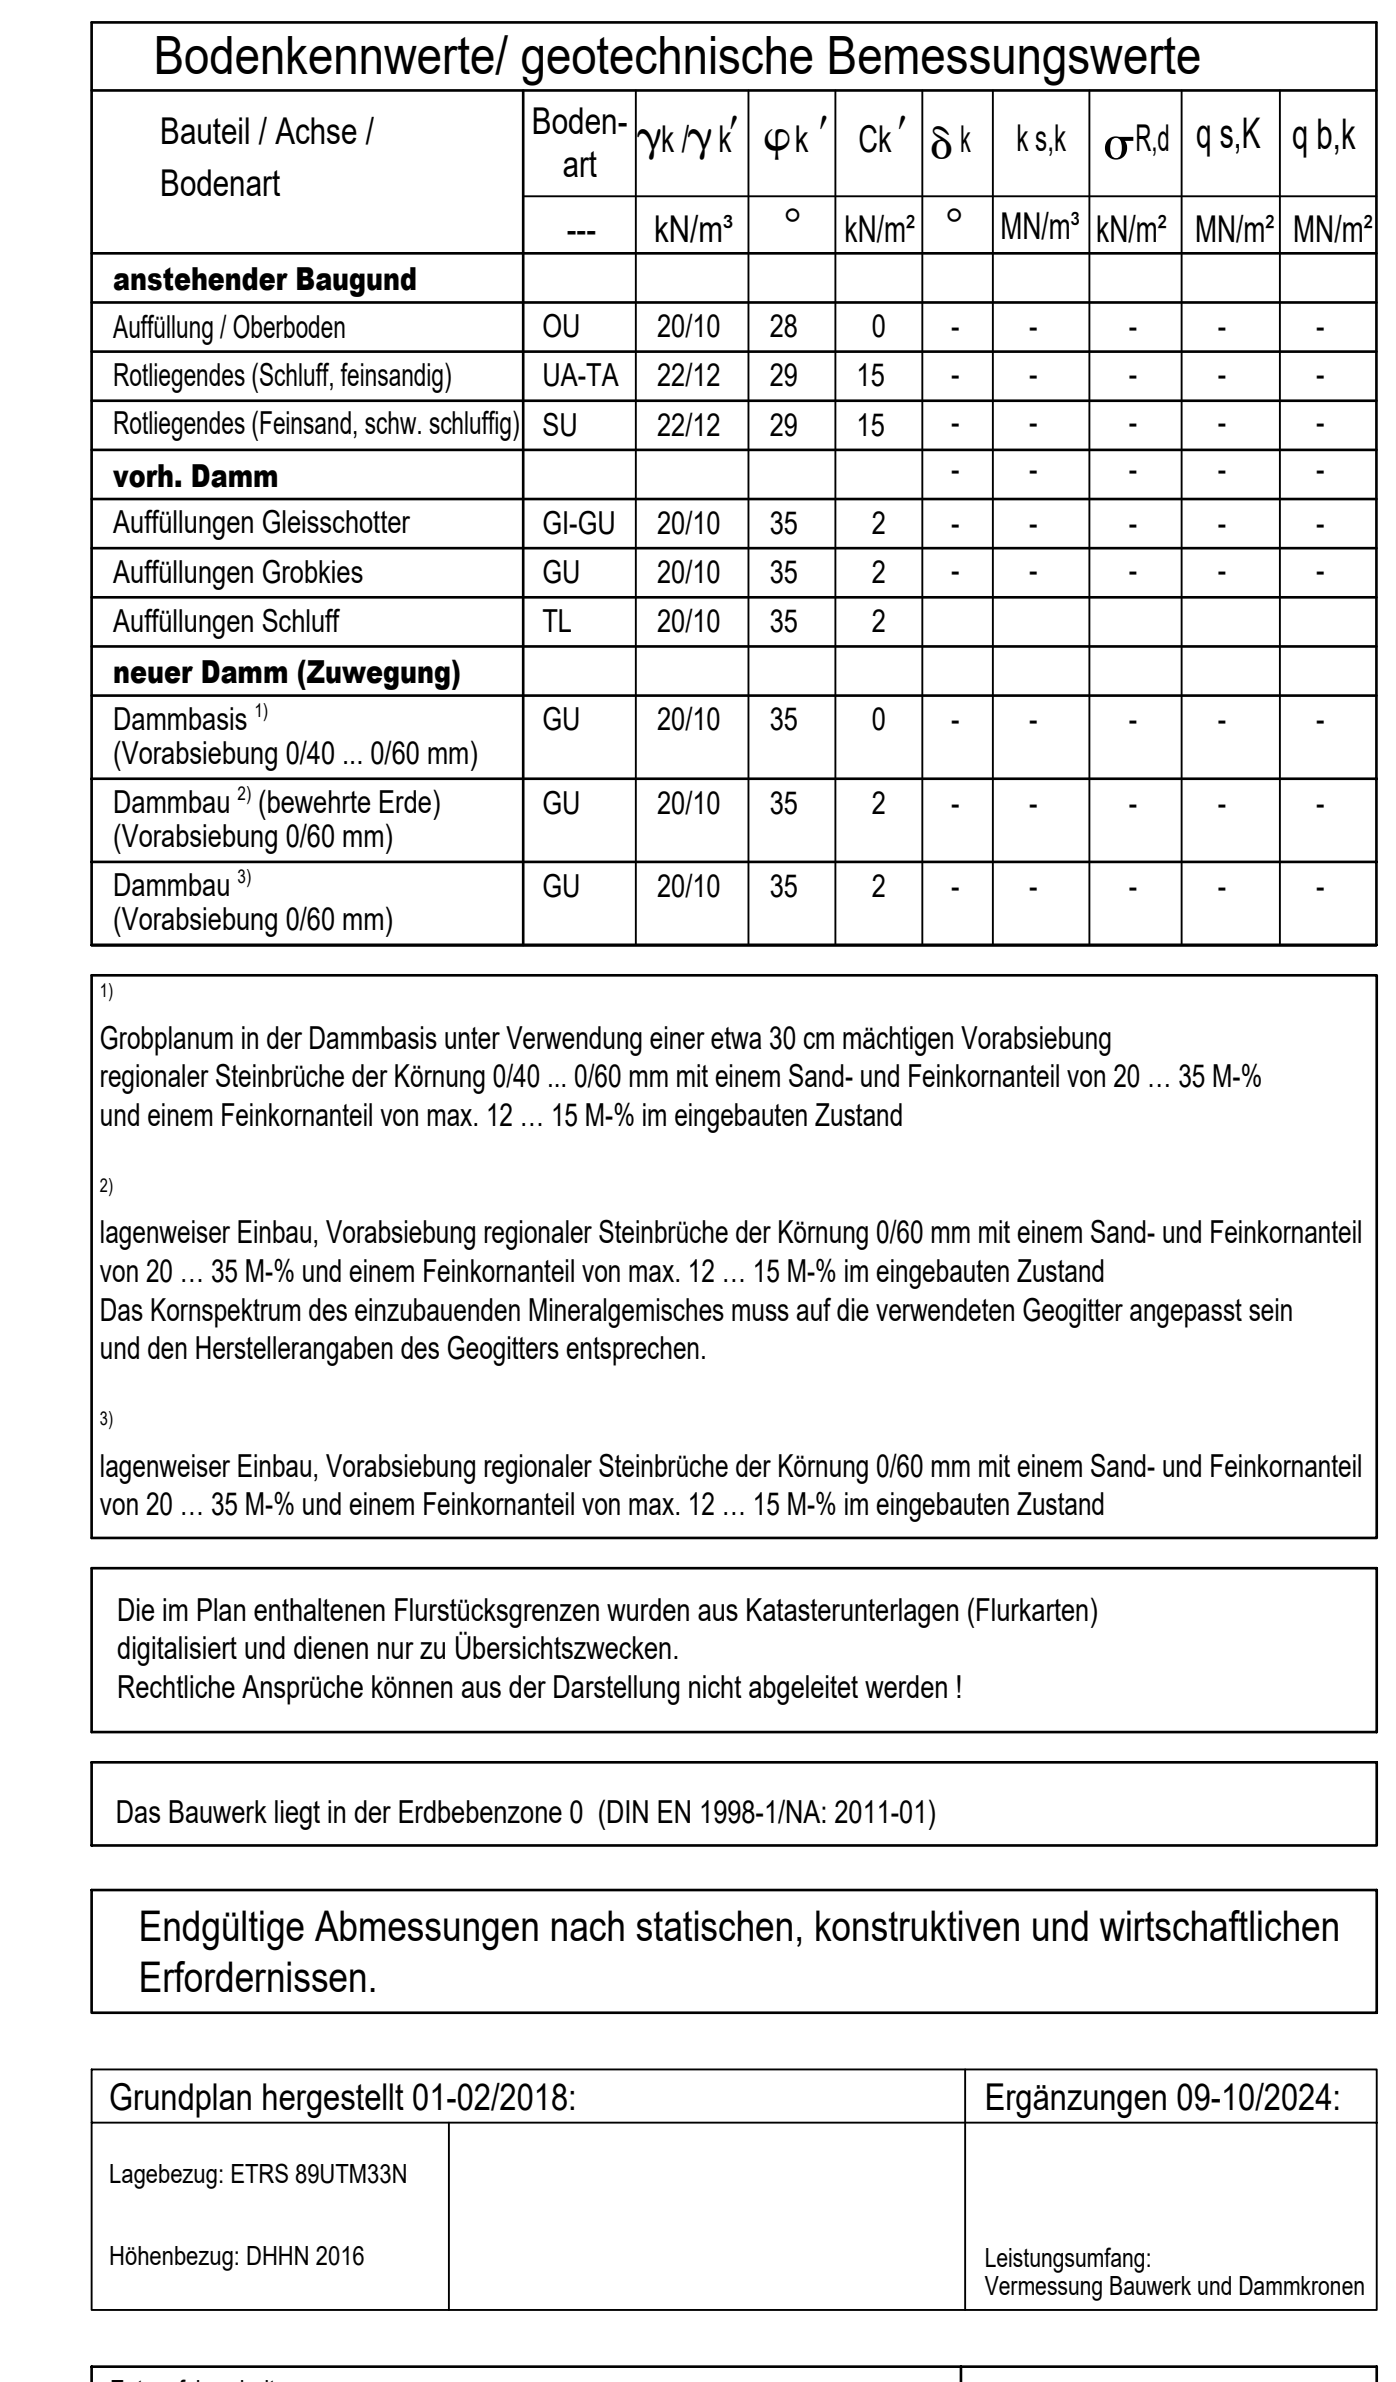 Bodenkennwerte/ geotechnische Bemessungswerte
Bauteil / Achse / Bodenart Boden-art γk /γ k′ φ k ′ Ck ′ δ k k s,k σR,d q s,K q b,k
--- kN/m³ ° kN/m² ° MN/m³ kN/m² MN/m² MN/m²
anstehender Baugund
Auffüllung / Oberboden OU 20/10 28 0 - - - - -
Rotliegendes (Schluff, feinsandig) UA-TA 22/12 29 15 - - - - -
Rotliegendes (Feinsand, schw. schluffig) SU 22/12 29 15 - - - - -
vorh. Damm - - - - -
Auffüllungen Gleisschotter GI-GU 20/10 35 2 - - - - -
Auffüllungen Grobkies GU 20/10 35 2 - - - - -
Auffüllungen Schluff TL 20/10 35 2
neuer Damm (Zuwegung)
Dammbasis 1) GU 20/10 35 0 - - - - -
(Vorabsiebung 0/40 ... 0/60 mm)
Dammbau 2) (bewehrte Erde) GU 20/10 35 2 - - - - -
(Vorabsiebung 0/60 mm)
Dammbau 3) GU 20/10 35 2 - - - - -
(Vorabsiebung 0/60 mm)
1)
Grobplanum in der Dammbasis unter Verwendung einer etwa 30 cm mächtigen Vorabsiebung
regionaler Steinbrüche der Körnung 0/40 ... 0/60 mm mit einem Sand- und Feinkornanteil von 20 … 35 M-%
und einem Feinkornanteil von max. 12 … 15 M-% im eingebauten Zustand
2)
lagenweiser Einbau, Vorabsiebung regionaler Steinbrüche der Körnung 0/60 mm mit einem Sand- und Feinkornanteil
von 20 … 35 M-% und einem Feinkornanteil von max. 12 … 15 M-% im eingebauten Zustand
Das Kornspektrum des einzubauenden Mineralgemisches muss auf die verwendeten Geogitter angepasst sein
und den Herstellerangaben des Geogitters entsprechen.
3)
lagenweiser Einbau, Vorabsiebung regionaler Steinbrüche der Körnung 0/60 mm mit einem Sand- und Feinkornanteil
von 20 … 35 M-% und einem Feinkornanteil von max. 12 … 15 M-% im eingebauten Zustand
Die im Plan enthaltenen Flurstücksgrenzen wurden aus Katasterunterlagen (Flurkarten)
digitalisiert und dienen nur zu Übersichtszwecken.
Rechtliche Ansprüche können aus der Darstellung nicht abgeleitet werden !
Das Bauwerk liegt in der Erdbebenzone 0 (DIN EN 1998-1/NA: 2011-01)
Endgültige Abmessungen nach statischen, konstruktiven und wirtschaftlichen
Erfordernissen.
Grundplan hergestellt 01-02/2018: Ergänzungen 09-10/2024:
Lagebezug: ETRS 89UTM33N
Höhenbezug: DHHN 2016
Leistungsumfang:
Vermessung Bauwerk und Dammkronen